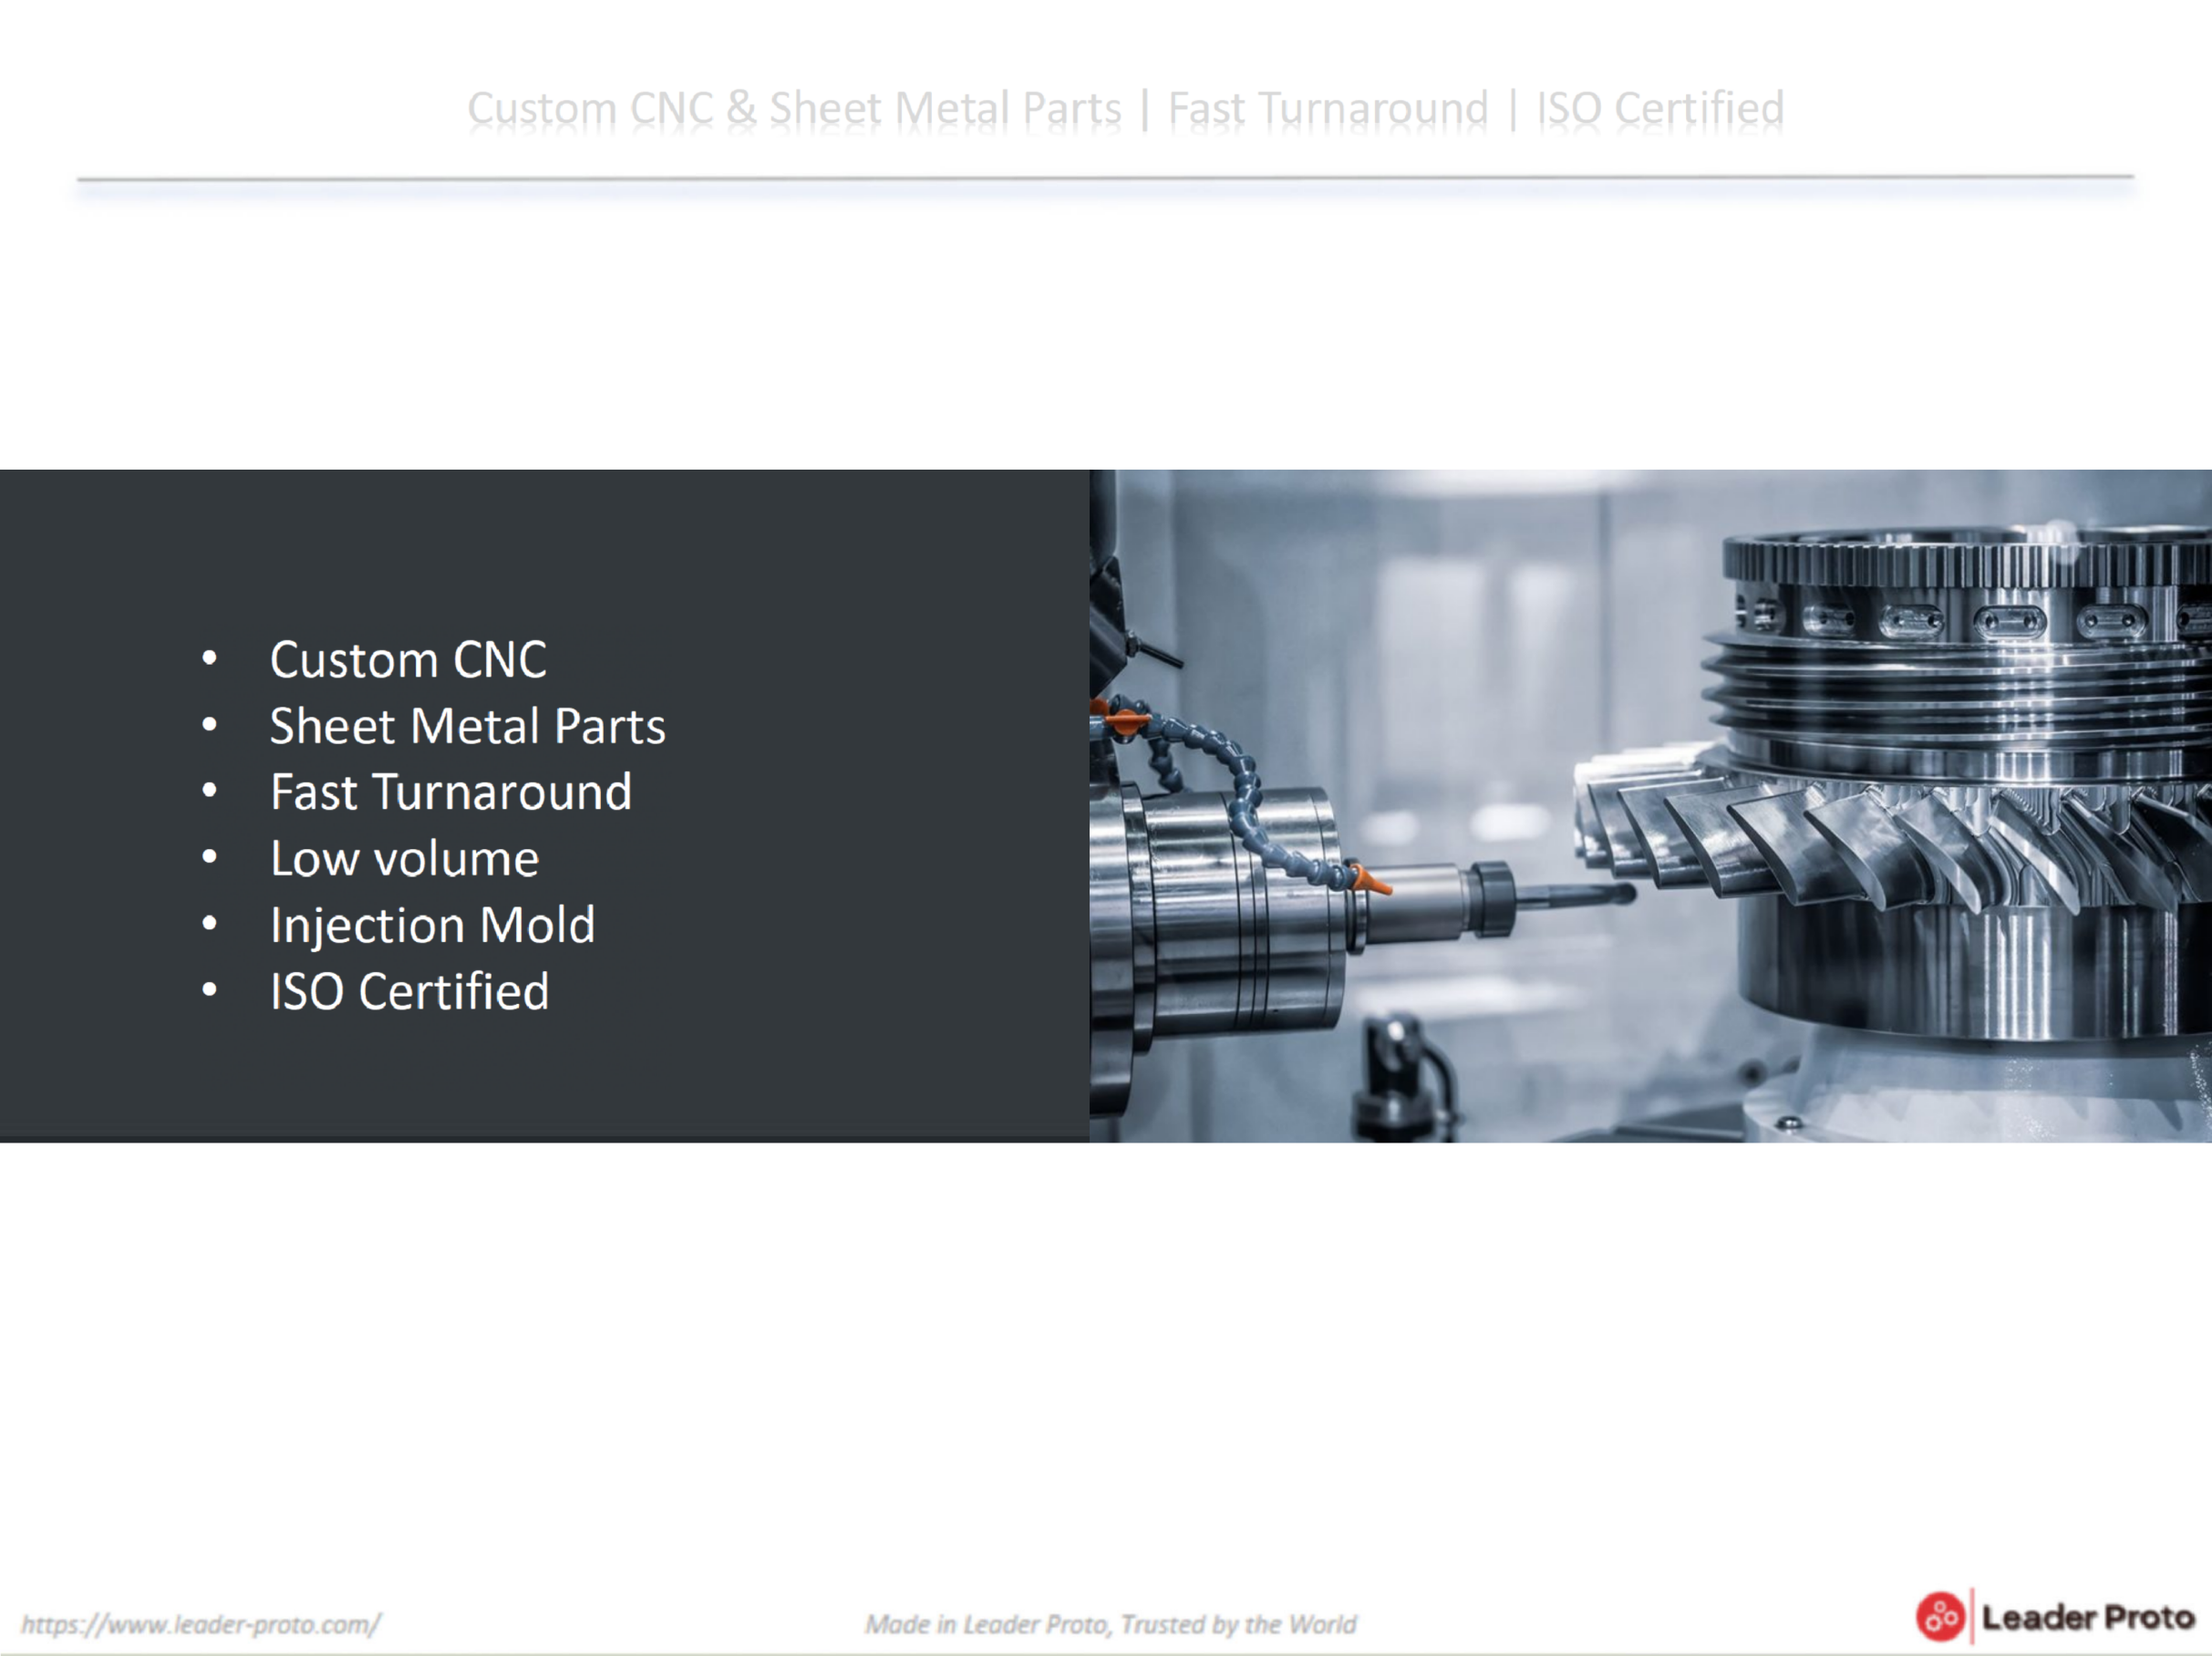 Custom CNC & Sheet Metal Parts | Fast Turnaround | ISO Certified
• Custom CNC
• Sheet Metal Parts
• Fast Turnaround
• Low volume
• Injection Mold
• ISO Certified
https://www.leader-proto.com/
Made in Leader Proto, Trusted by the World
Leader Proto